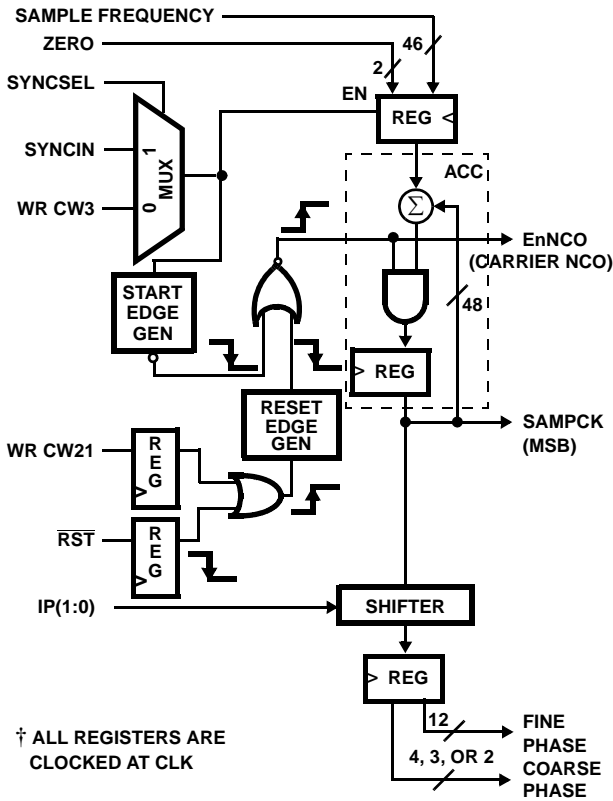 SAMPLE FREQUENCY
ZERO
46
2
SYNCSEL
EN
REG <
SYNCIN
1
MUX
0
WR CW3
ACC
Σ
EnNCO
(CARRIER NCO)
START
EDGE
GEN
48
> REG
RESET
EDGE
GEN
SAMPCK
(MSB)
WR CW21
REG
>
R̅S̅T̅
REG
>
IP(1:0)
SHIFTER
> REG
12
FINE
PHASE
4, 3, OR 2
COARSE
PHASE
† ALL REGISTERS ARE
CLOCKED AT CLK